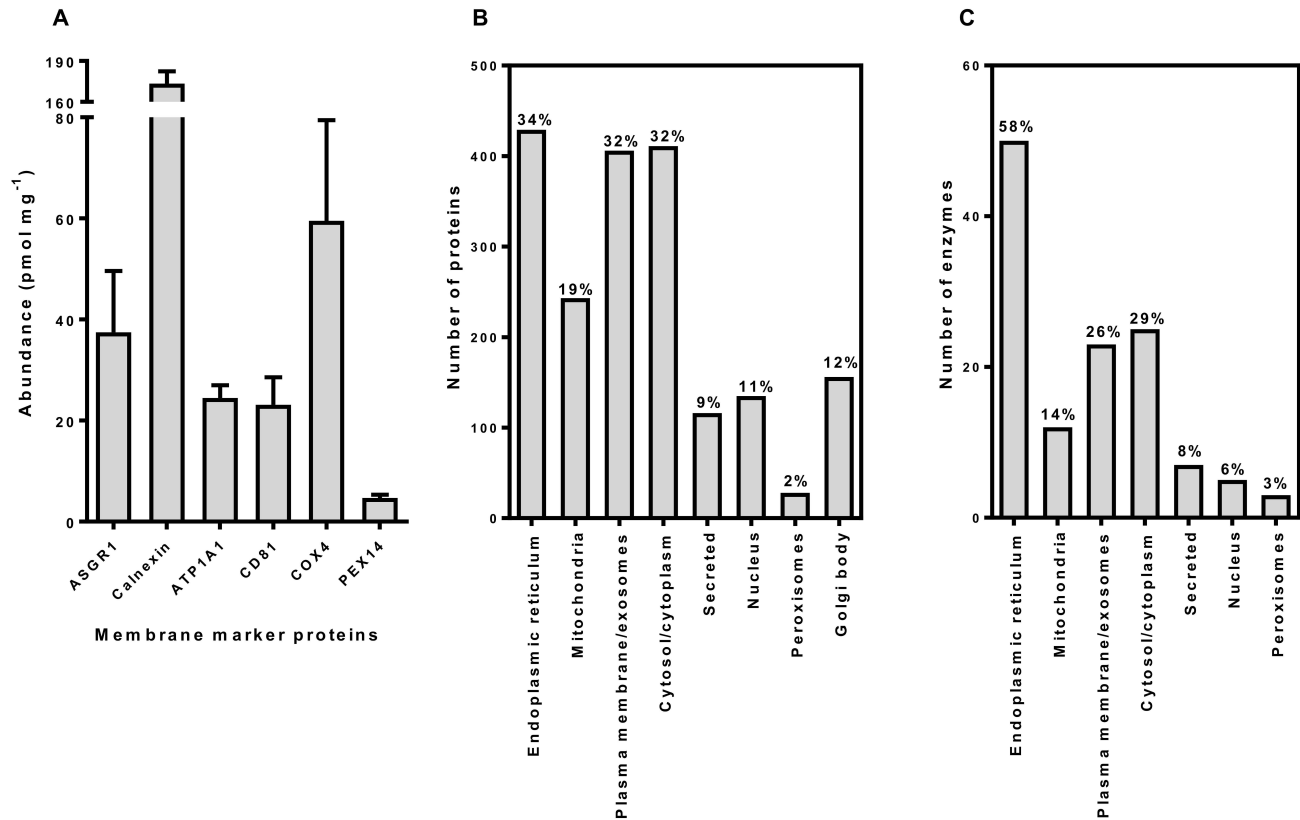 A
Abundance (pmol mg-1)
190
160
80
60
40
20
0
ASGR1
Calnexin
ATP1A1
CD81
COX4
PEX14
Membrane marker proteins
B
Number of proteins
500
400
300
200
100
0
34%
19%
32%
32%
9%
11%
2%
12%
Endoplasmic reticulum
Mitochondria
Plasma membrane/exosomes
Cytosol/cytoplasm
Secreted
Nucleus
Peroxisomes
Golgi body
C
Number of enzymes
60
40
20
0
58%
14%
26%
29%
8%
6%
3%
Endoplasmic reticulum
Mitochondria
Plasma membrane/exosomes
Cytosol/cytoplasm
Secreted
Nucleus
Peroxisomes